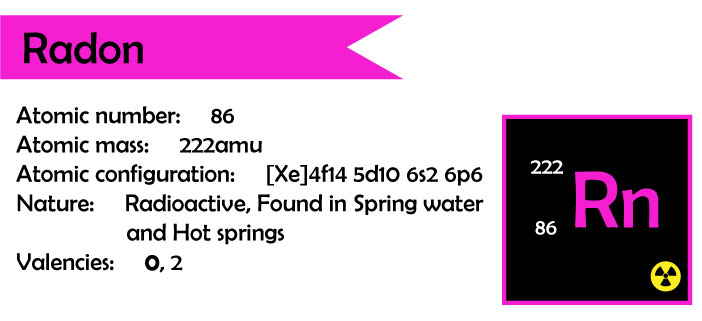 Radon
Atomic number: 86
Atomic mass: 222amu
Atomic configuration: [Xe]4f14 5d10 6s2 6p6
Nature: Radioactive, Found in Spring water
and Hot springs
Valencies: 0, 2
222
Rn
86